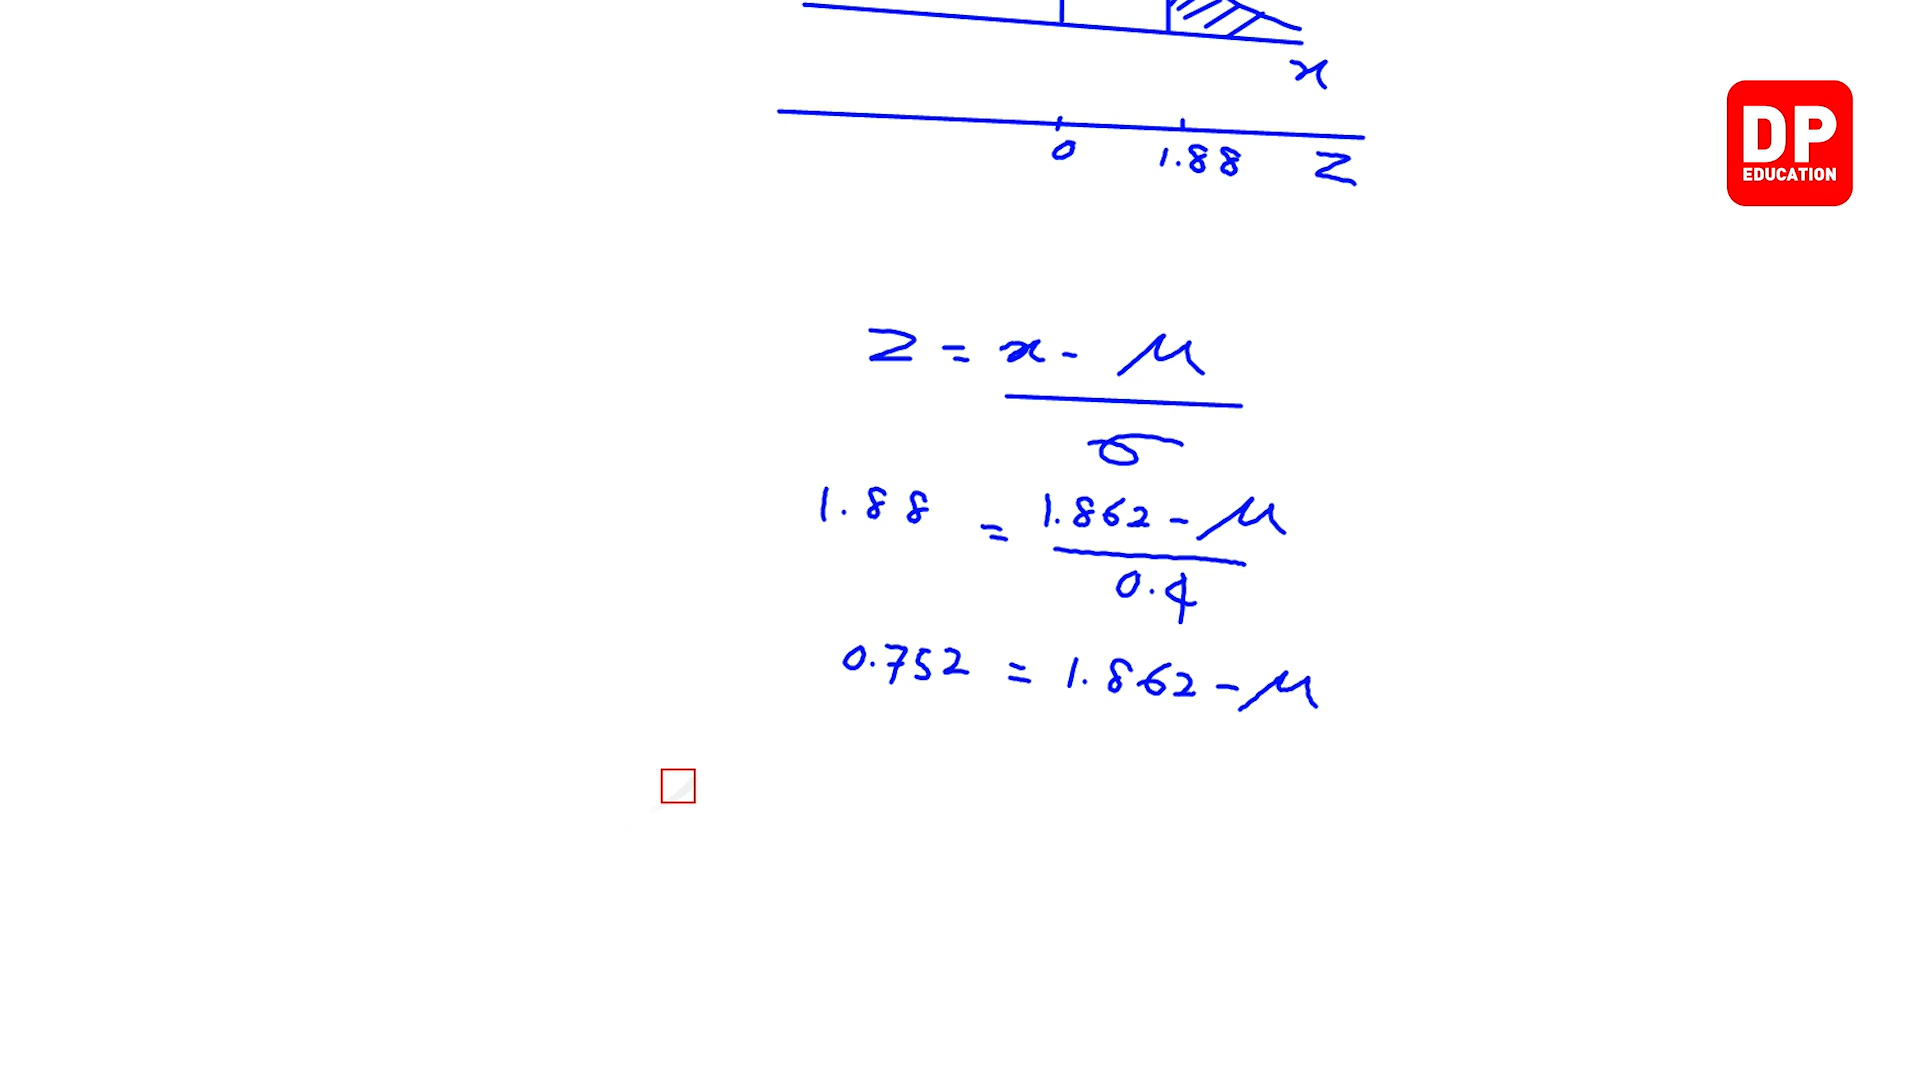 x
0 1.88 Z
DP
EDUCATION
Z = x - μ
σ
1.88 = 1.862 - μ
0.4
0.752 = 1.862 - μ